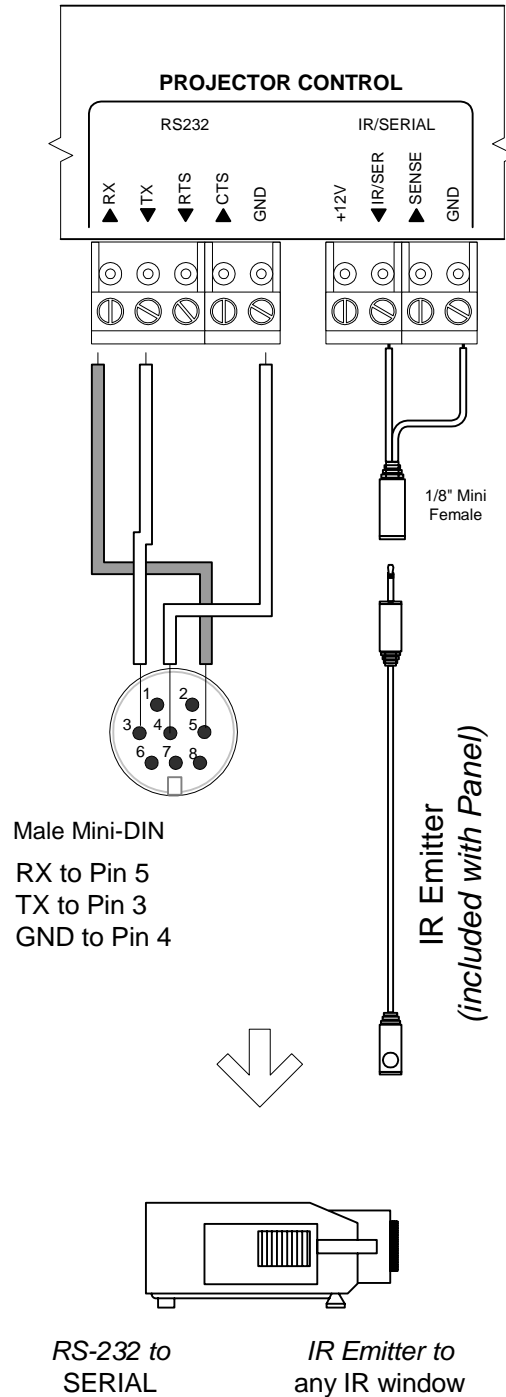 PROJECTOR CONTROL
RS232
IR/SERIAL
RX
TX
RTS
CTS
GND
+12V
IR/SER
SENSE
GND
1/8" Mini
Female
1
2
3
4
5
6
7
8
Male Mini-DIN
RX to Pin 5
TX to Pin 3
GND to Pin 4
IR Emitter
(included with Panel)
RS-232 to
SERIAL
IR Emitter to
any IR window